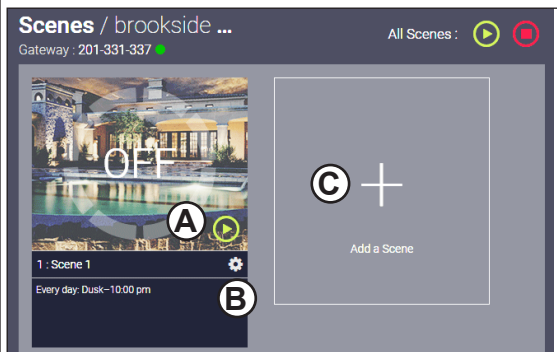 Scenes / brookside ...
All Scenes :
Gateway : 201-331-337
OFF
A
C
Add a Scene
1 : Scene 1
Every day: Dusk–10:00 pm
B